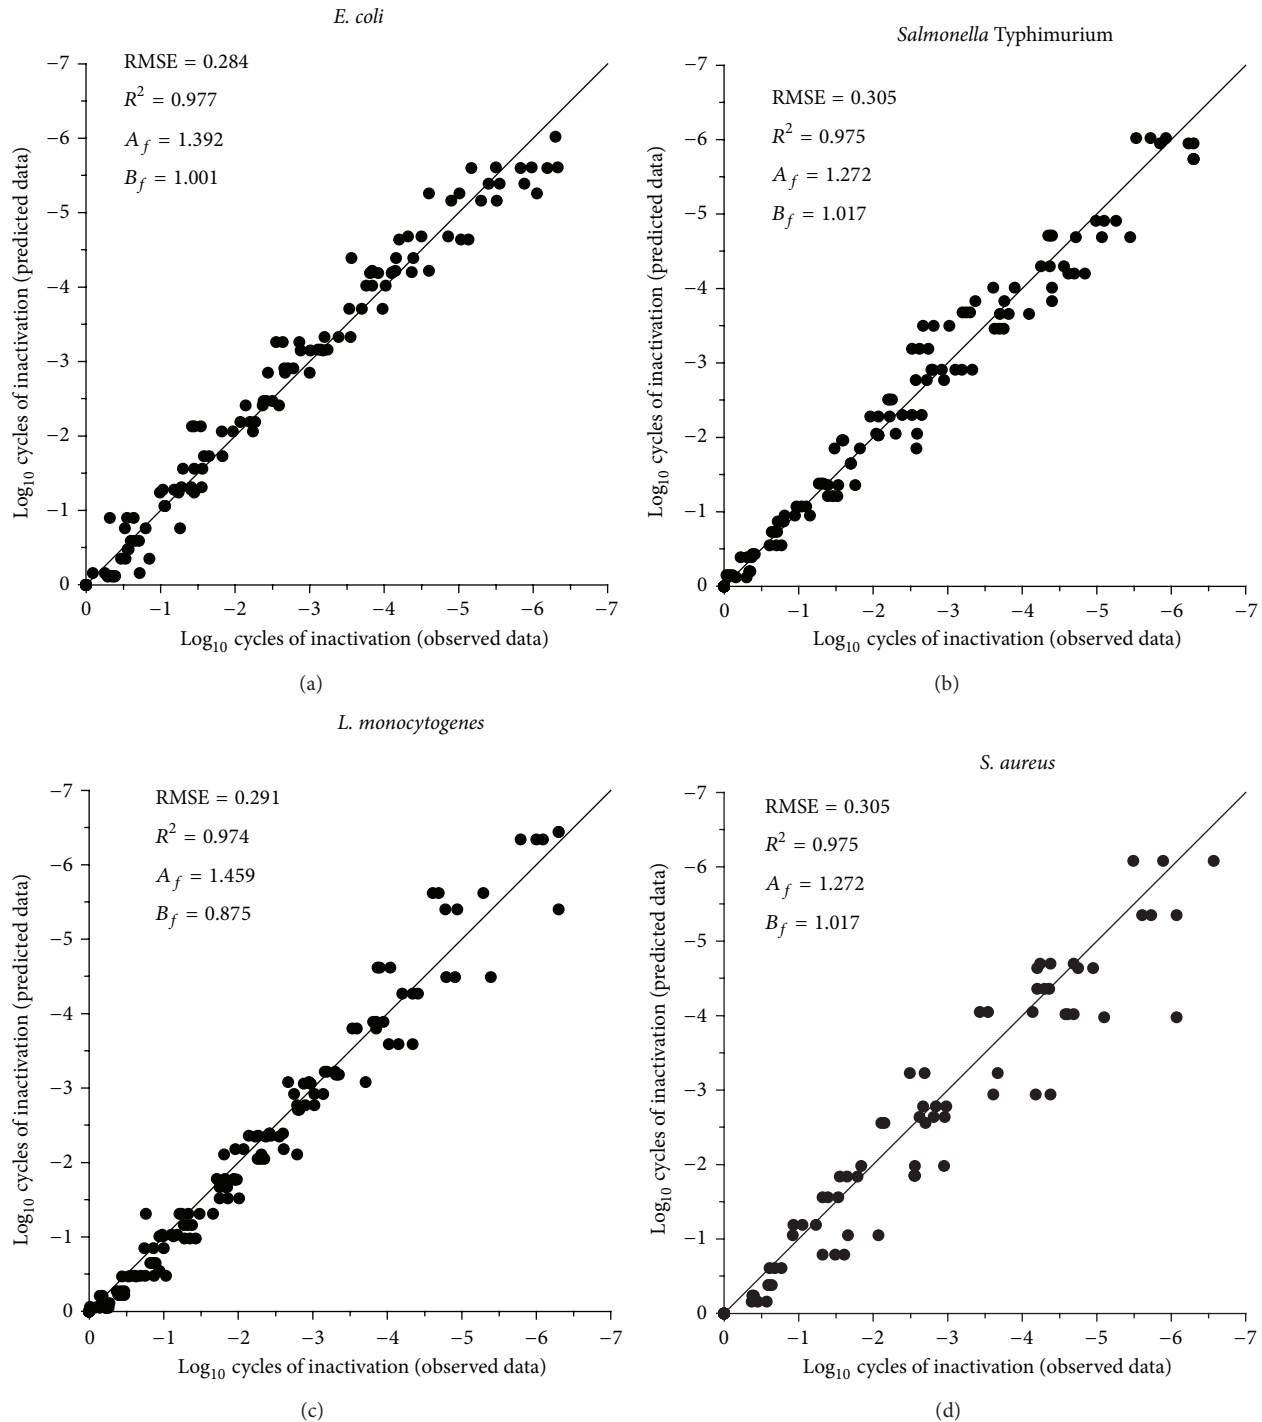 E. coli
RMSE = 0.284
R² = 0.977
A_f = 1.392
B_f = 1.001
−7
−6
−5
−4
−3
−2
−1
0
Log₁₀ cycles of inactivation (predicted data)
0 −1 −2 −3 −4 −5 −6 −7
Log₁₀ cycles of inactivation (observed data)
(a)
Salmonella Typhimurium
RMSE = 0.305
R² = 0.975
A_f = 1.272
B_f = 1.017
−7
−6
−5
−4
−3
−2
−1
0
Log₁₀ cycles of inactivation (predicted data)
0 −1 −2 −3 −4 −5 −6 −7
Log₁₀ cycles of inactivation (observed data)
(b)
L. monocytogenes
RMSE = 0.291
R² = 0.974
A_f = 1.459
B_f = 0.875
−7
−6
−5
−4
−3
−2
−1
0
Log₁₀ cycles of inactivation (predicted data)
0 −1 −2 −3 −4 −5 −6 −7
Log₁₀ cycles of inactivation (observed data)
(c)
S. aureus
RMSE = 0.305
R² = 0.975
A_f = 1.272
B_f = 1.017
−7
−6
−5
−4
−3
−2
−1
0
Log₁₀ cycles of inactivation (predicted data)
0 −1 −2 −3 −4 −5 −6 −7
Log₁₀ cycles of inactivation (observed data)
(d)